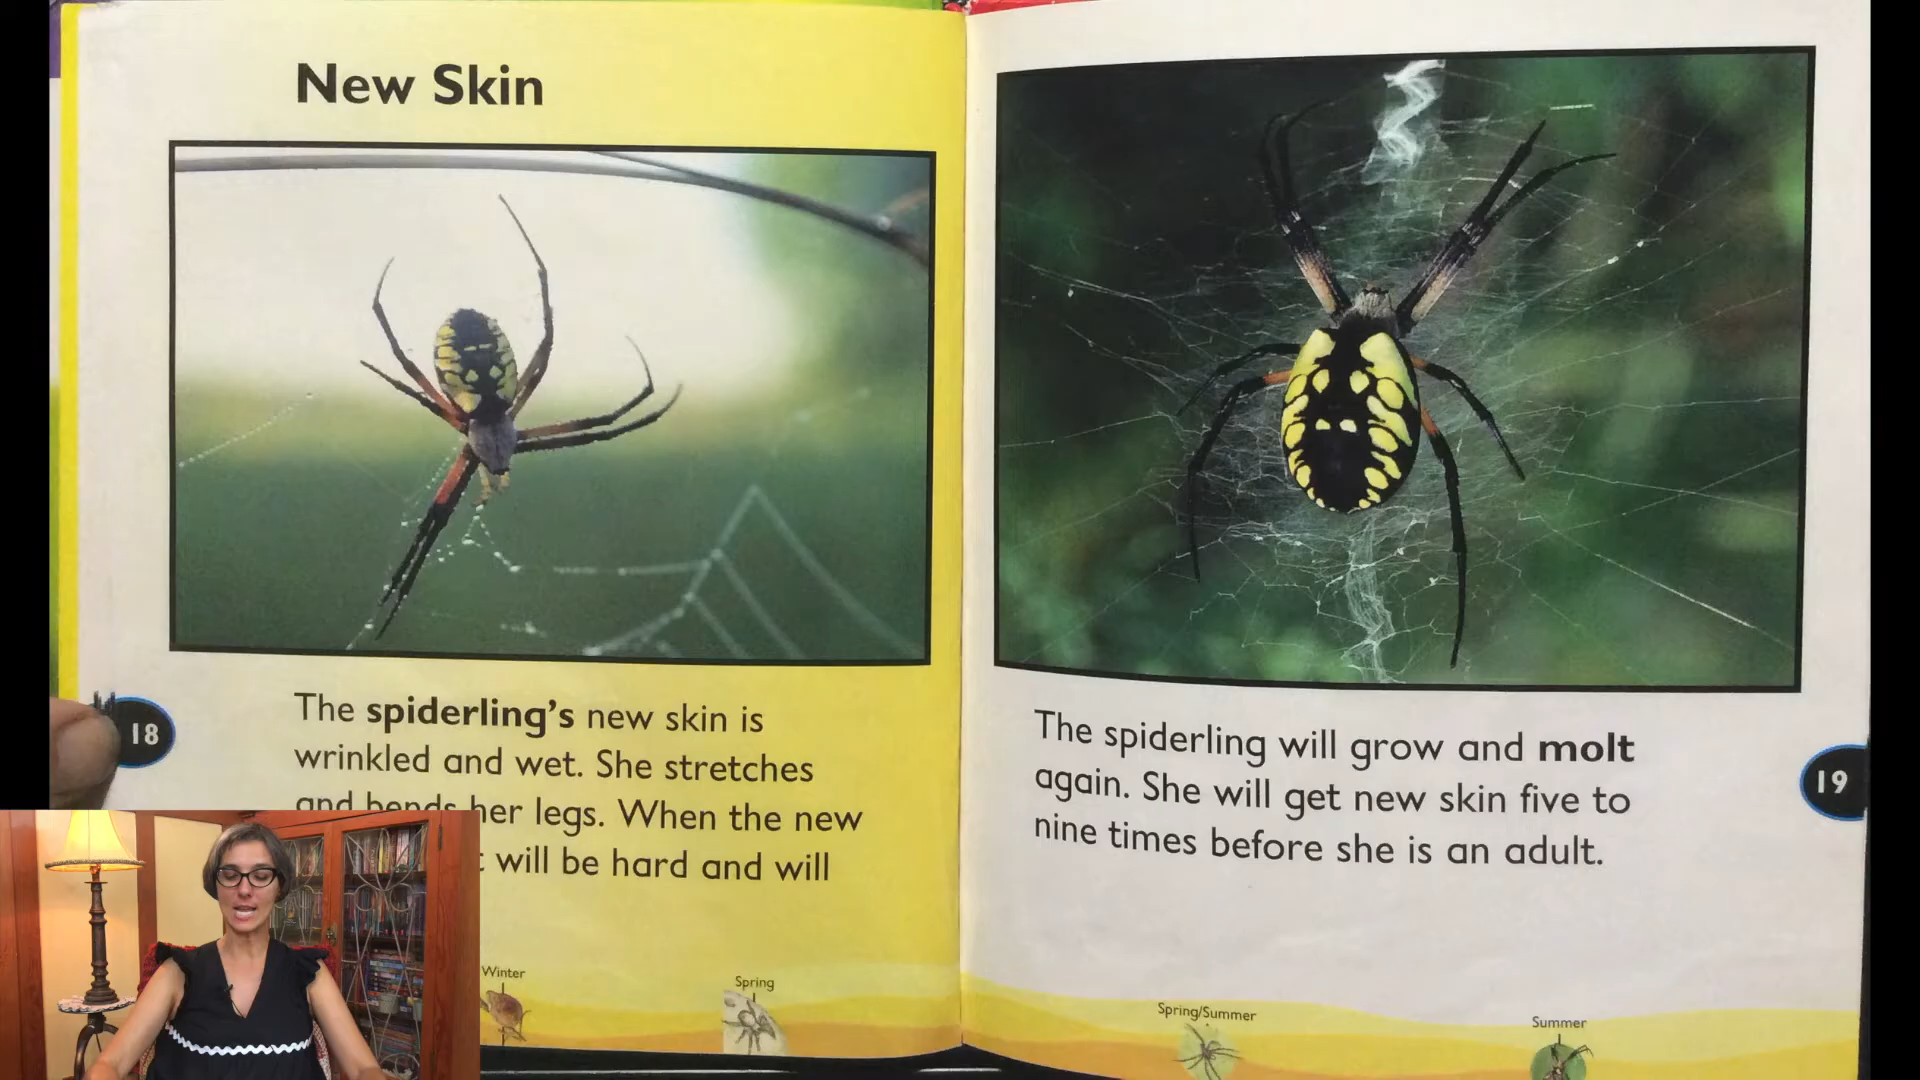 New Skin
The spiderling's new skin is
wrinkled and wet. She stretches
and bends her legs. When the new
will be hard and will
18
The spiderling will grow and molt
again. She will get new skin five to
nine times before she is an adult.
19
Winter
Spring
Spring/Summer
Summer